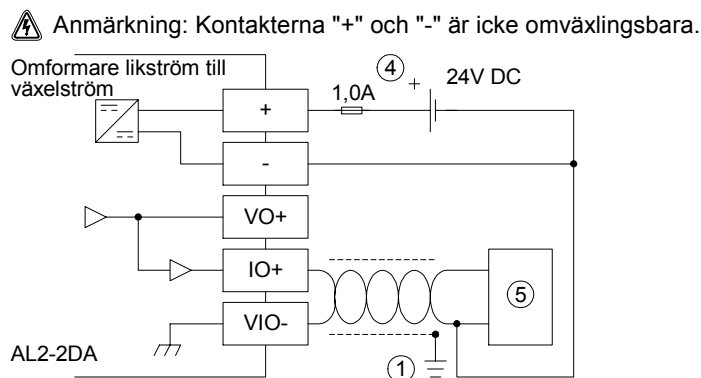 Anmärkning: Kontakterna "+" och "-" är icke omväxlingsbara.
Omformare likström till
växelström
4
+
24V DC
1,0A
+
-
VO+
IO+
5
VIO-
AL2-2DA
1